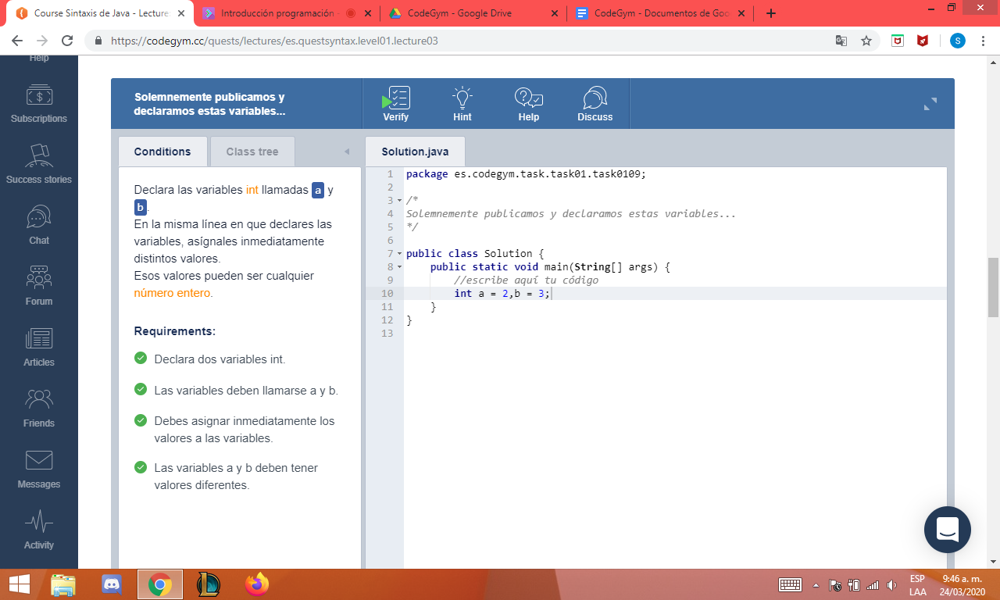 Course Sintaxis de Java - Lecture
Introducción programación -
CodeGym - Google Drive
CodeGym - Documentos de Goo
https://codegym.cc/quests/lectures/es.questsyntax.level01.lecture03
S
Help
Subscriptions
Success stories
Chat
Forum
Articles
Friends
Messages
Activity
Solemnemente publicamos y
declaramos estas variables...
Verify
Hint
Help
Discuss
Conditions
Class tree
Declara las variables int llamadas a y
b.
En la misma línea en que declares las
variables, asígnales inmediatamente
distintos valores.
Esos valores pueden ser cualquier
número entero.
Requirements:
Declara dos variables int.
Las variables deben llamarse a y b.
Debes asignar inmediatamente los
valores a las variables.
Las variables a y b deben tener
valores diferentes.
Solution.java
1 package es.codegym.task.task01.task0109;
2
3 /*
4 Solemnemente publicamos y declaramos estas variables...
5 */
6
7 public class Solution {
8 public static void main(String[] args) {
9 //escribe aquí tu código
10 int a = 2,b = 3;
11 }
12 }
13
ESP
LAA
9:46 a. m.
24/03/2020